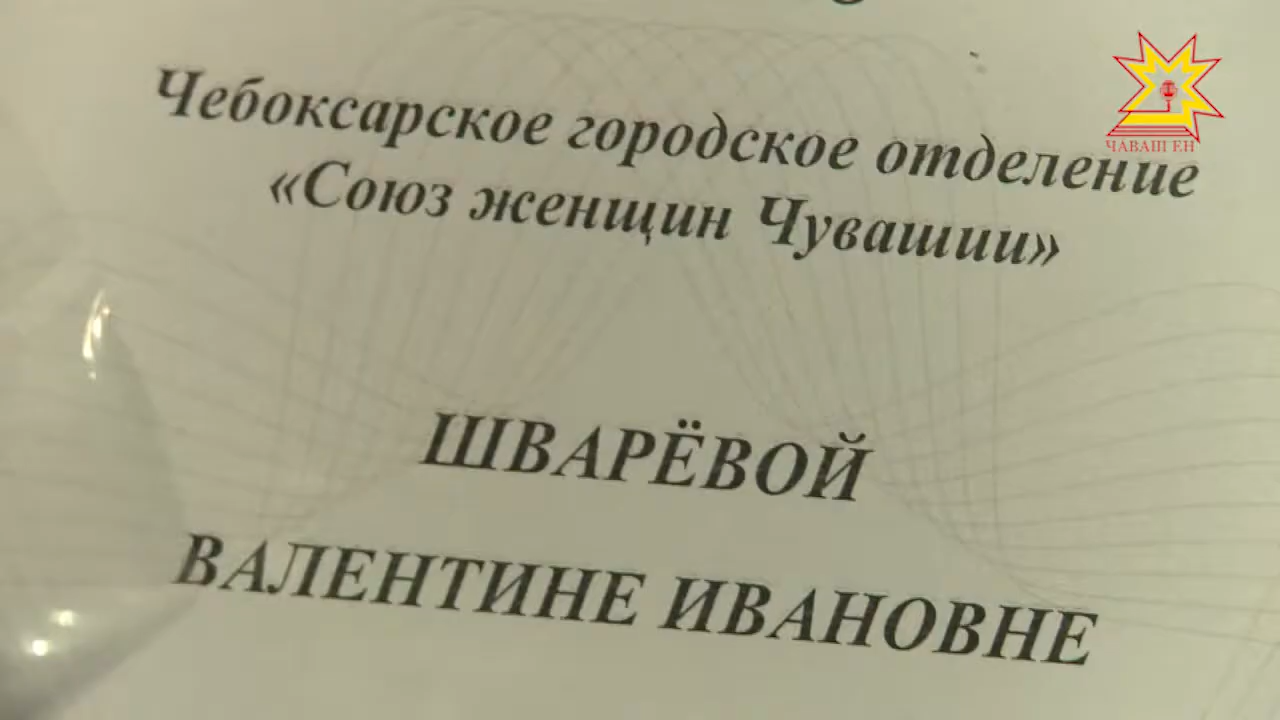 ЧАВАШ ЕН
Чебоксарское городское отделение
«Союз женщин Чувашии»
ШВАРЁВОЙ
ВАЛЕНТИНЕ ИВАНОВНЕ